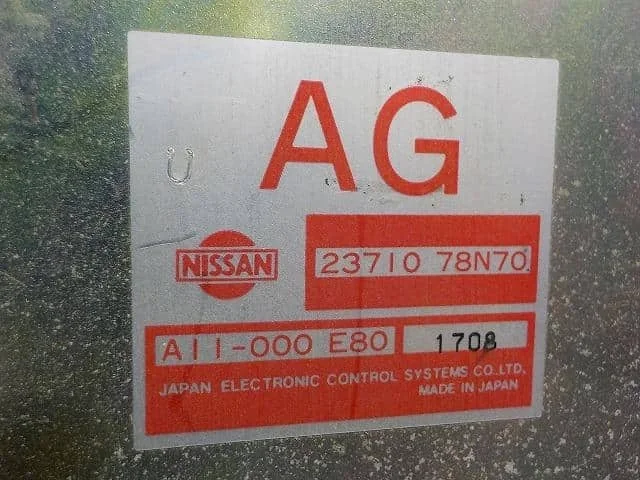 AG
U
NISSAN
23710 78N70
A11-000 E80
1708
JAPAN ELECTRONIC CONTROL SYSTEMS CO.,LTD.
MADE IN JAPAN